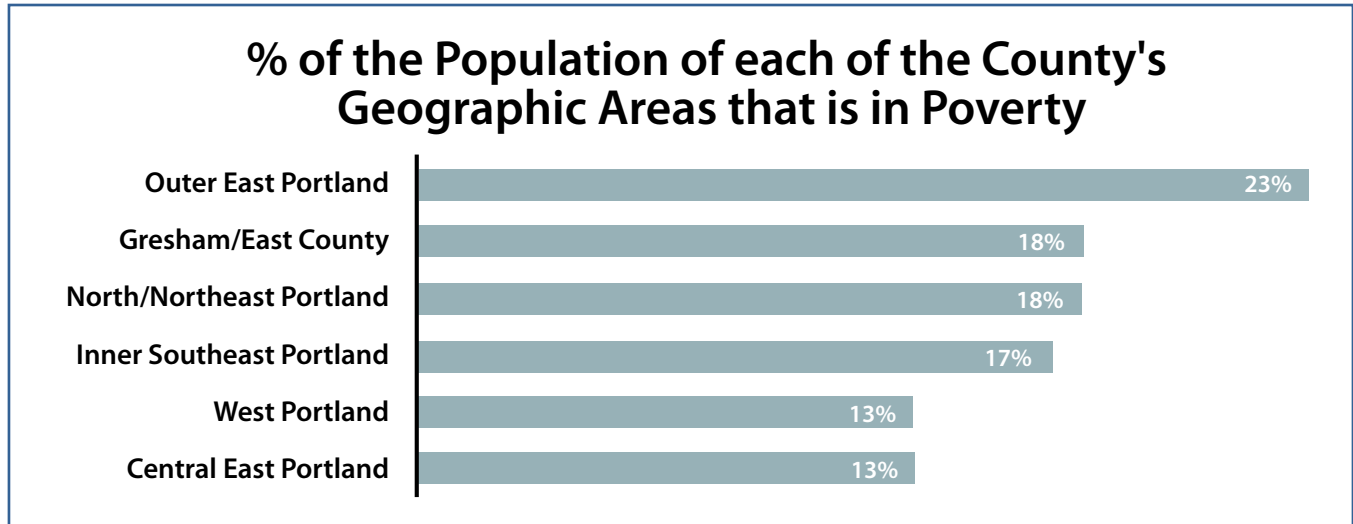 % of the Population of each of the County's
Geographic Areas that is in Poverty
Outer East Portland 23%
Gresham/East County 18%
North/Northeast Portland 18%
Inner Southeast Portland 17%
West Portland 13%
Central East Portland 13%